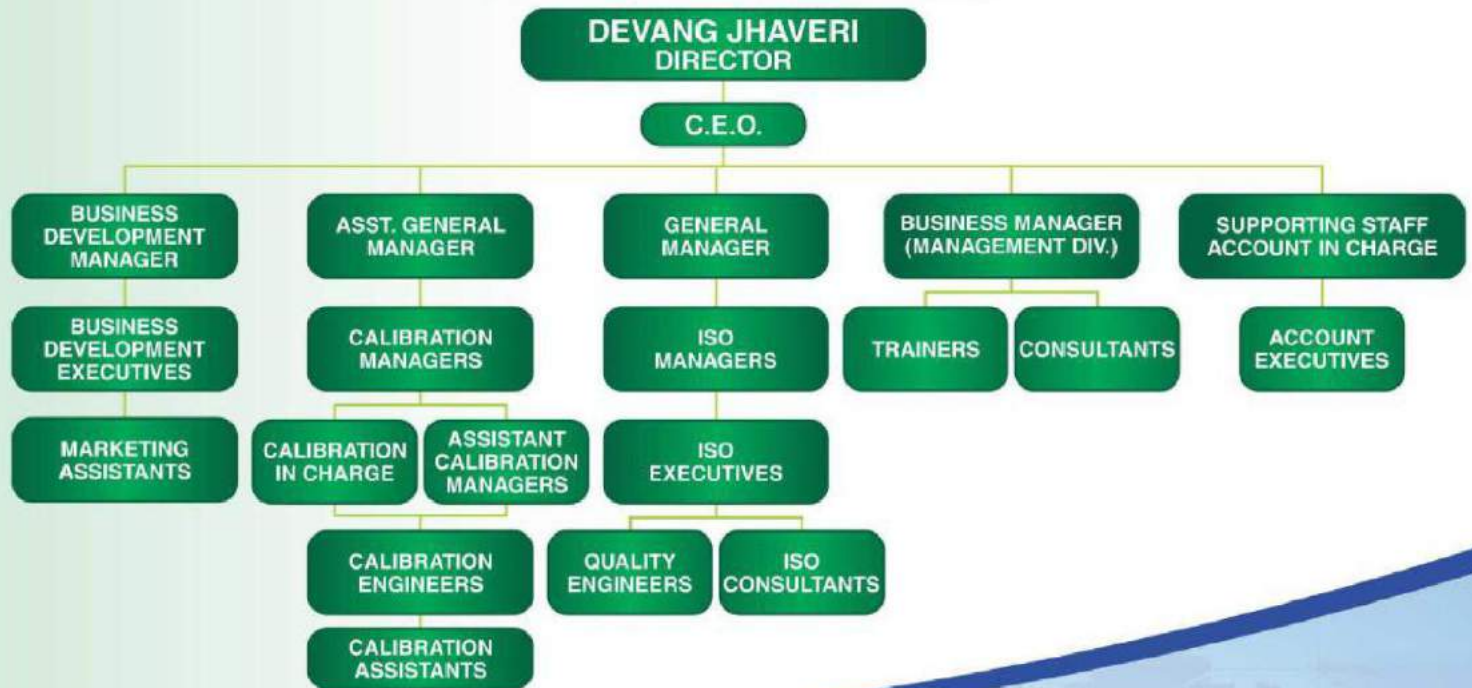 DEVANG JHAVERI
DIRECTOR
C.E.O.
BUSINESS
DEVELOPMENT
MANAGER
ASST. GENERAL
MANAGER
GENERAL
MANAGER
BUSINESS MANAGER
(MANAGEMENT DIV.)
SUPPORTING STAFF
ACCOUNT IN CHARGE
BUSINESS
DEVELOPMENT
EXECUTIVES
CALIBRATION
MANAGERS
ISO
MANAGERS
TRAINERS
CONSULTANTS
ACCOUNT
EXECUTIVES
MARKETING
ASSISTANTS
CALIBRATION
IN CHARGE
ASSISTANT
CALIBRATION
MANAGERS
ISO
EXECUTIVES
CALIBRATION
ENGINEERS
QUALITY
ENGINEERS
ISO
CONSULTANTS
CALIBRATION
ASSISTANTS